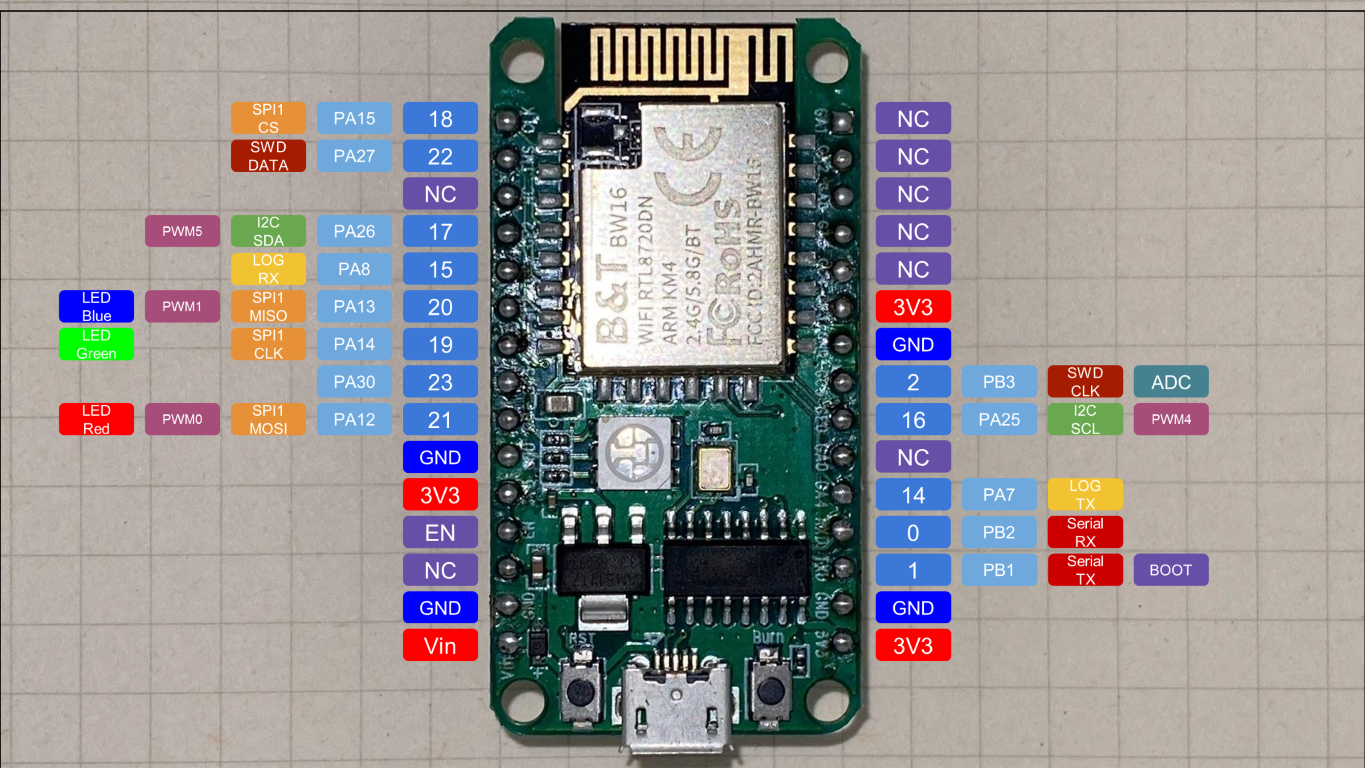 SPI1
CS
PA15
18
NC
SWD
DATA
PA27
22
NC
NC
NC
PWM5
I2C
SDA
PA26
17
NC
LOG
RX
PA8
15
NC
LED
Blue
PWM1
SPI1
MISO
PA13
20
3V3
LED
Green
SPI1
CLK
PA14
19
GND
PA30
23
2
PB3
SWD
CLK
ADC
LED
Red
PWM0
SPI1
MOSI
PA12
21
16
PA25
I2C
SCL
PWM4
GND
NC
3V3
14
PA7
LOG
TX
EN
0
PB2
Serial
RX
NC
1
PB1
Serial
TX
BOOT
GND
GND
Vin
3V3
B&T BW16
WIFI RTL8720DN
ARM KM4
2.4G/5.8G/BT
CE
FC RoHS
FCC ID:2AHMR-BW16
EN
GND
GND
RST
Burn